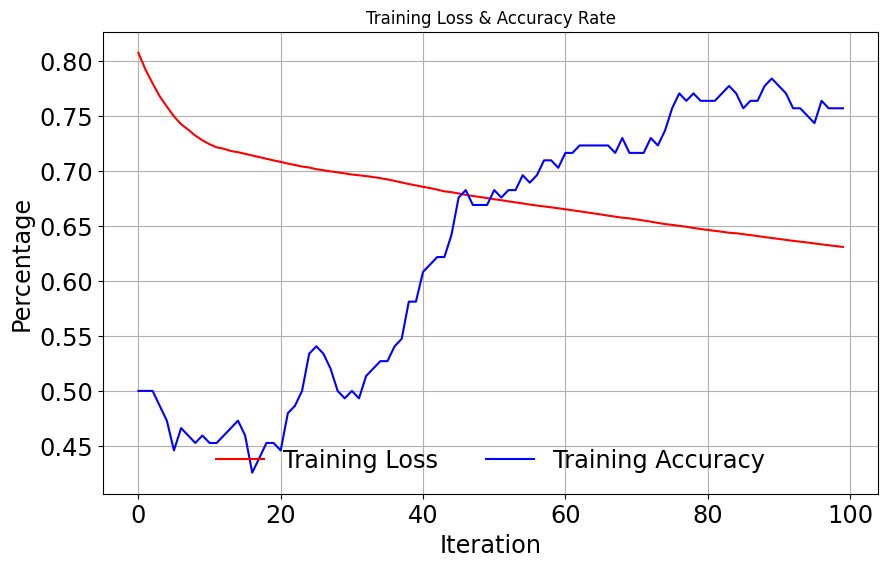 Training Loss & Accuracy Rate
0.80
0.75
0.70
0.65
0.60
0.55
0.50
0.45
Percentage
Training Loss Training Accuracy
0 20 40 60 80 100
Iteration